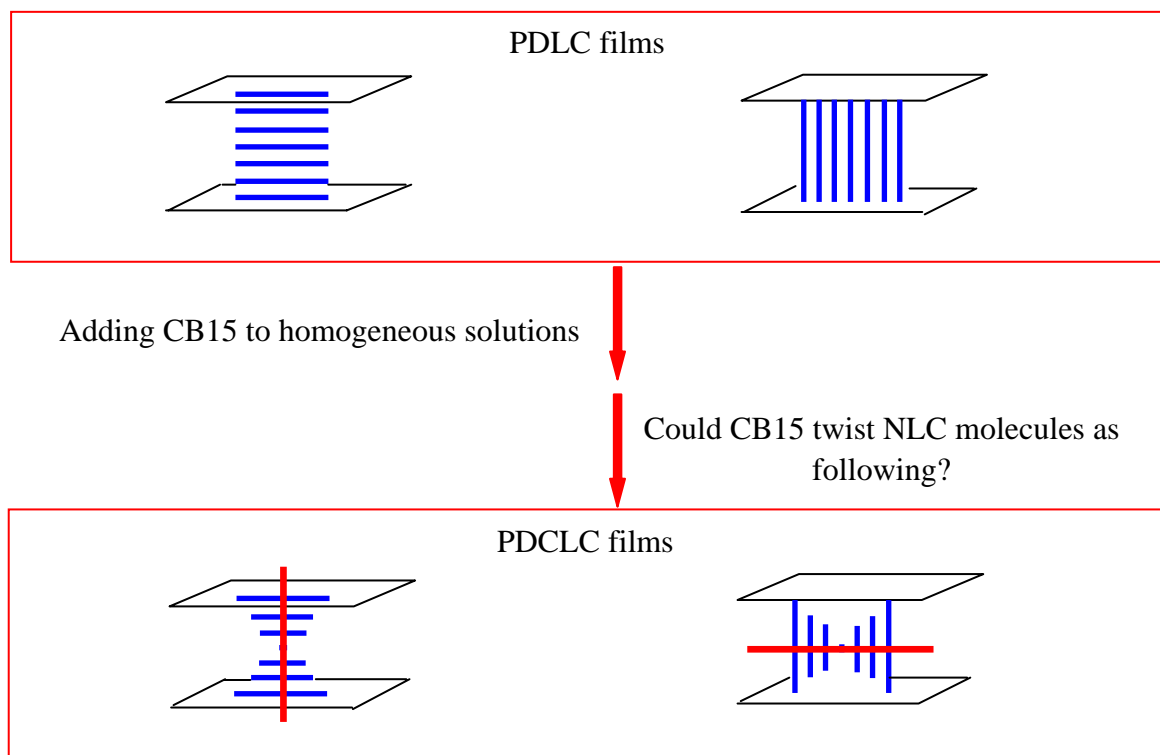 PDLC films
Adding CB15 to homogeneous solutions
Could CB15 twist NLC molecules as
following?
PDCLC films